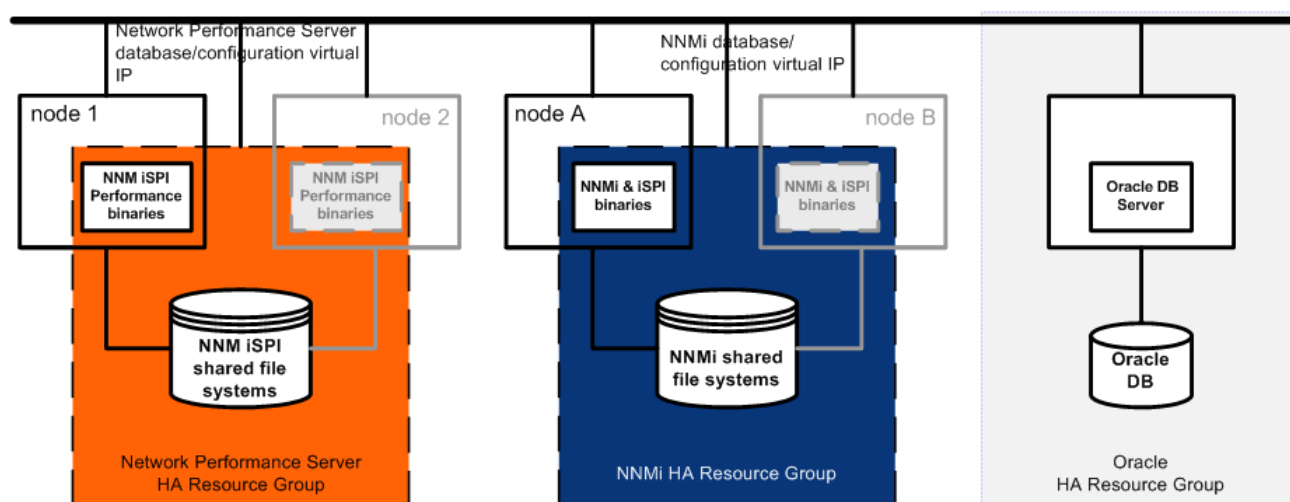 Network Performance Server
database/configuration virtual
IP
NNMi database/
configuration virtual IP
node 1
node 2
node A
node B
NNM iSPI
Performance
binaries
NNM iSPI
Performance
binaries
NNMi & iSPI
binaries
NNMi & iSPI
binaries
Oracle DB
Server
NNM iSPI
shared file
systems
NNMi shared
file systems
Oracle
DB
Network Performance Server
HA Resource Group
NNMi HA Resource Group
Oracle
HA Resource Group